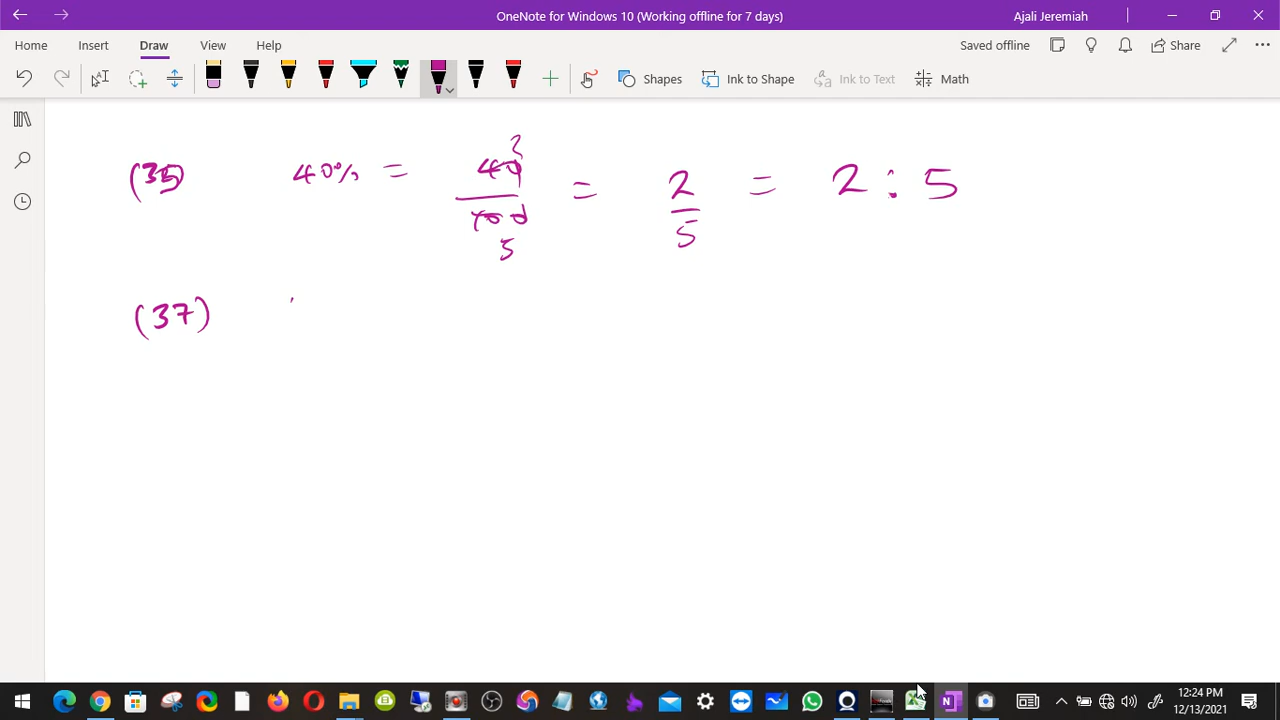 OneNote for Windows 10 (Working offline for 7 days)
Ajali Jeremiah
Home Insert Draw View Help
Saved offline
Share
Shapes
Ink to Shape
Ink to Text
Math
(35) 40% = 40/100 = 2/5 = 2 : 5
2
5
(37)
12:24 PM
12/13/2021